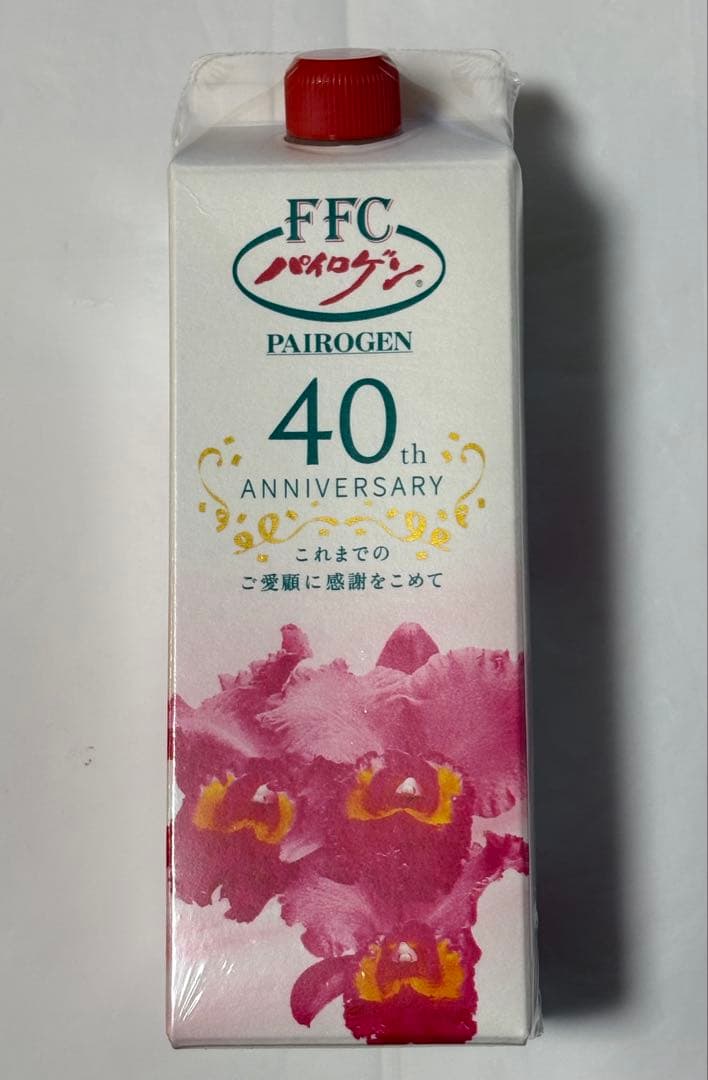 FFC
パイロゲン®
PAIROGEN
40th
ANNIVERSARY
これまでの
ご愛顧に感謝をこめて